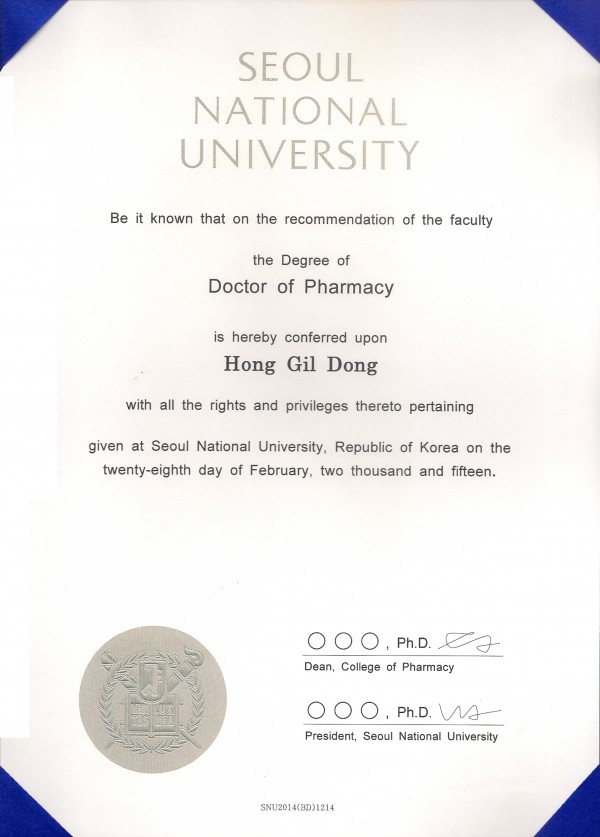 SEOUL
NATIONAL
UNIVERSITY
Be it known that on the recommendation of the faculty
the Degree of
Doctor of Pharmacy
is hereby conferred upon
Hong Gil Dong
with all the rights and privileges thereto pertaining
given at Seoul National University, Republic of Korea on the
twenty-eighth day of February, two thousand and fifteen.
○○○, Ph.D.
Dean, College of Pharmacy
○○○, Ph.D.
President, Seoul National University
SNU2014(BD)1214